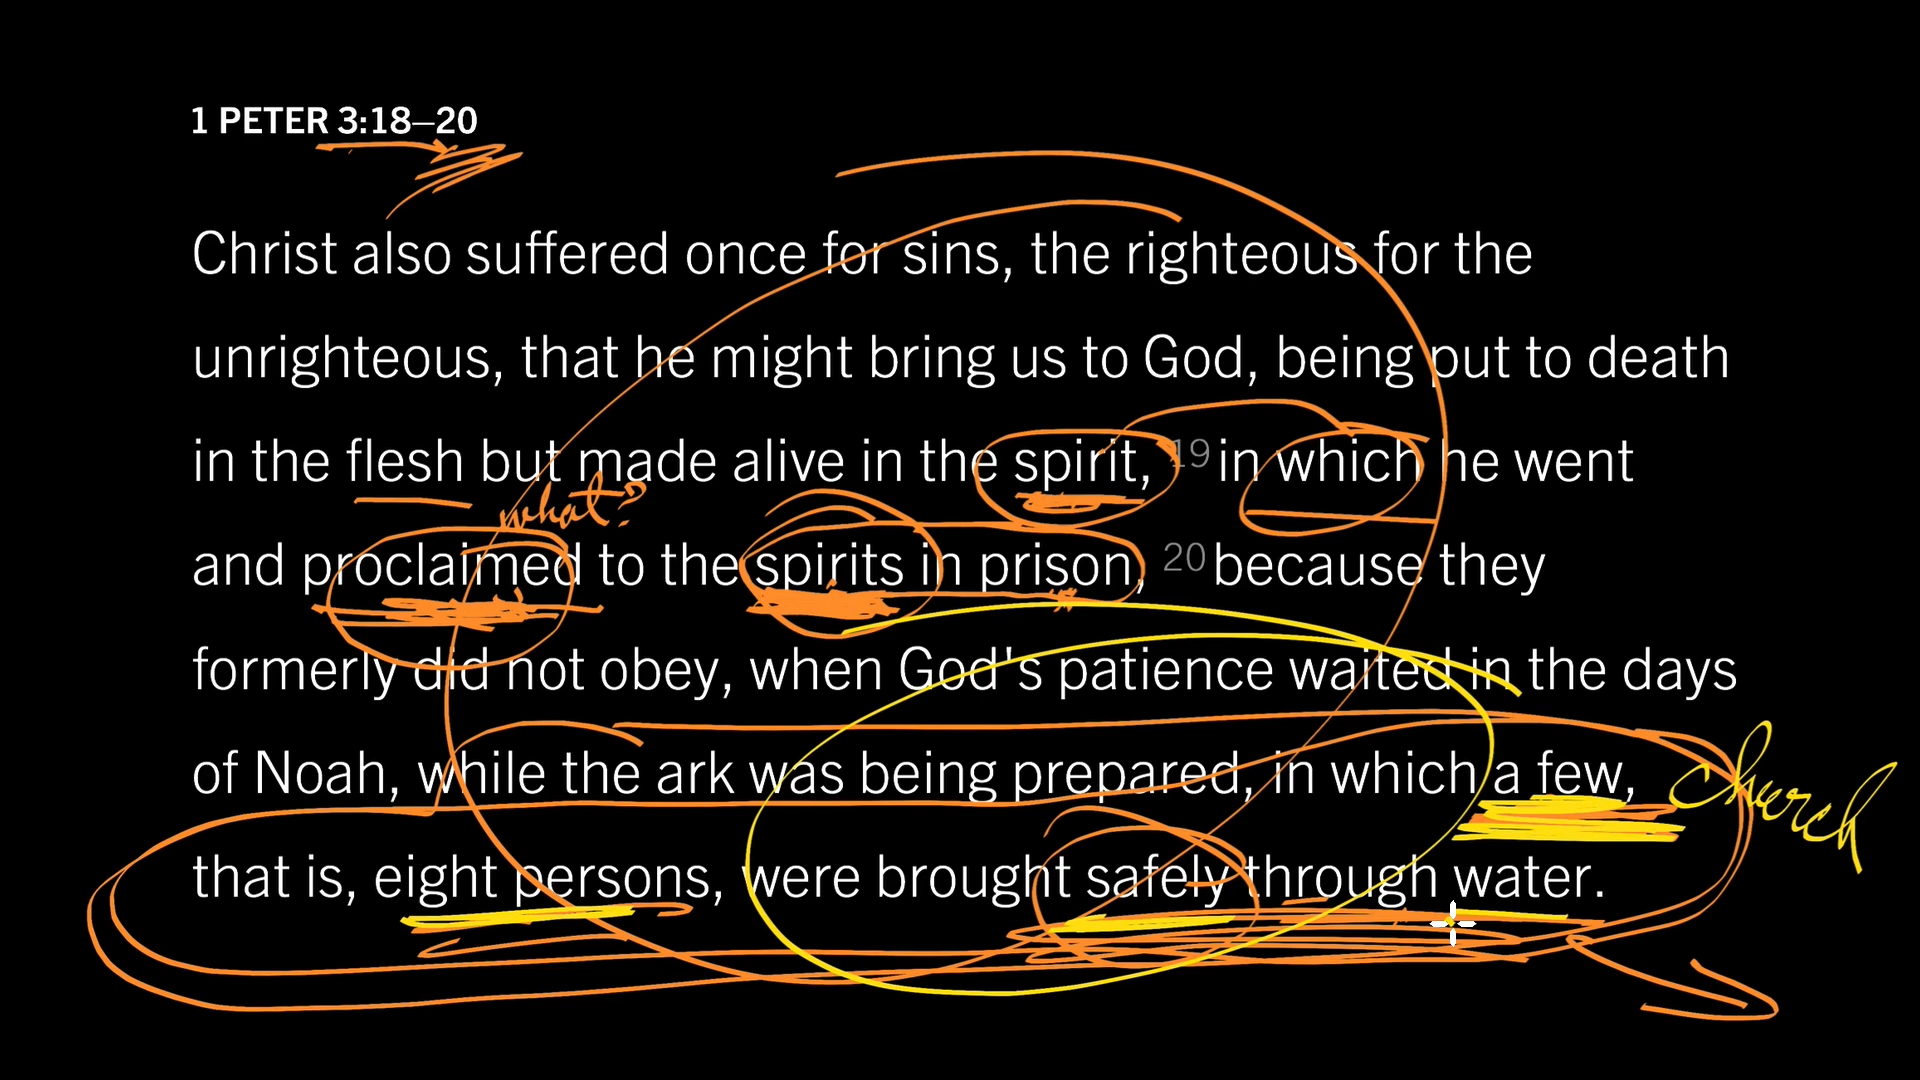 1 PETER 3:18–20
Christ also suffered once for sins, the righteous for the
unrighteous, that he might bring us to God, being put to death
in the flesh but made alive in the spirit, 19 in which he went
what?
and proclaimed to the spirits in prison, 20 because they
formerly did not obey, when God's patience waited in the days
of Noah, while the ark was being prepared, in which a few,
church
that is, eight persons, were brought safely through water.